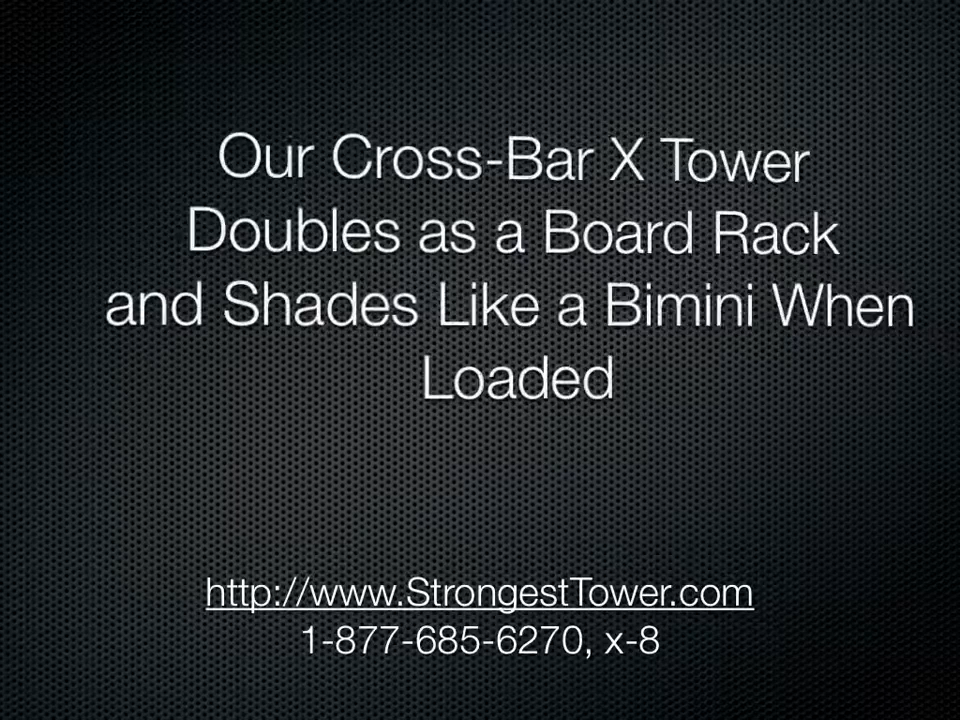 Our Cross-Bar X Tower
Doubles as a Board Rack
and Shades Like a Bimini When
Loaded
http://www.StrongestTower.com
1-877-685-6270, x-8